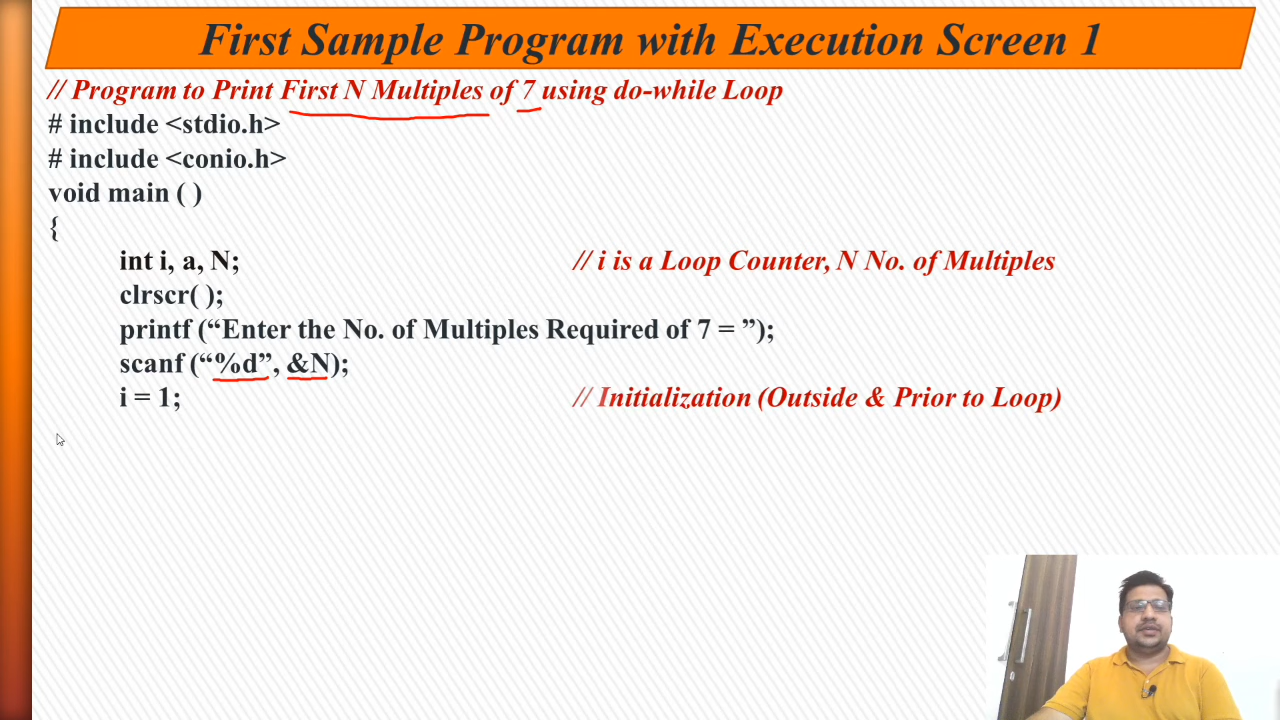 First Sample Program with Execution Screen 1
// Program to Print First N Multiples of 7 using do-while Loop
# include <stdio.h>
# include <conio.h>
void main ( )
{
int i, a, N; // i is a Loop Counter, N No. of Multiples
clrscr( );
printf (“Enter the No. of Multiples Required of 7 = ”);
scanf (“%d”, &N);
i = 1; // Initialization (Outside & Prior to Loop)